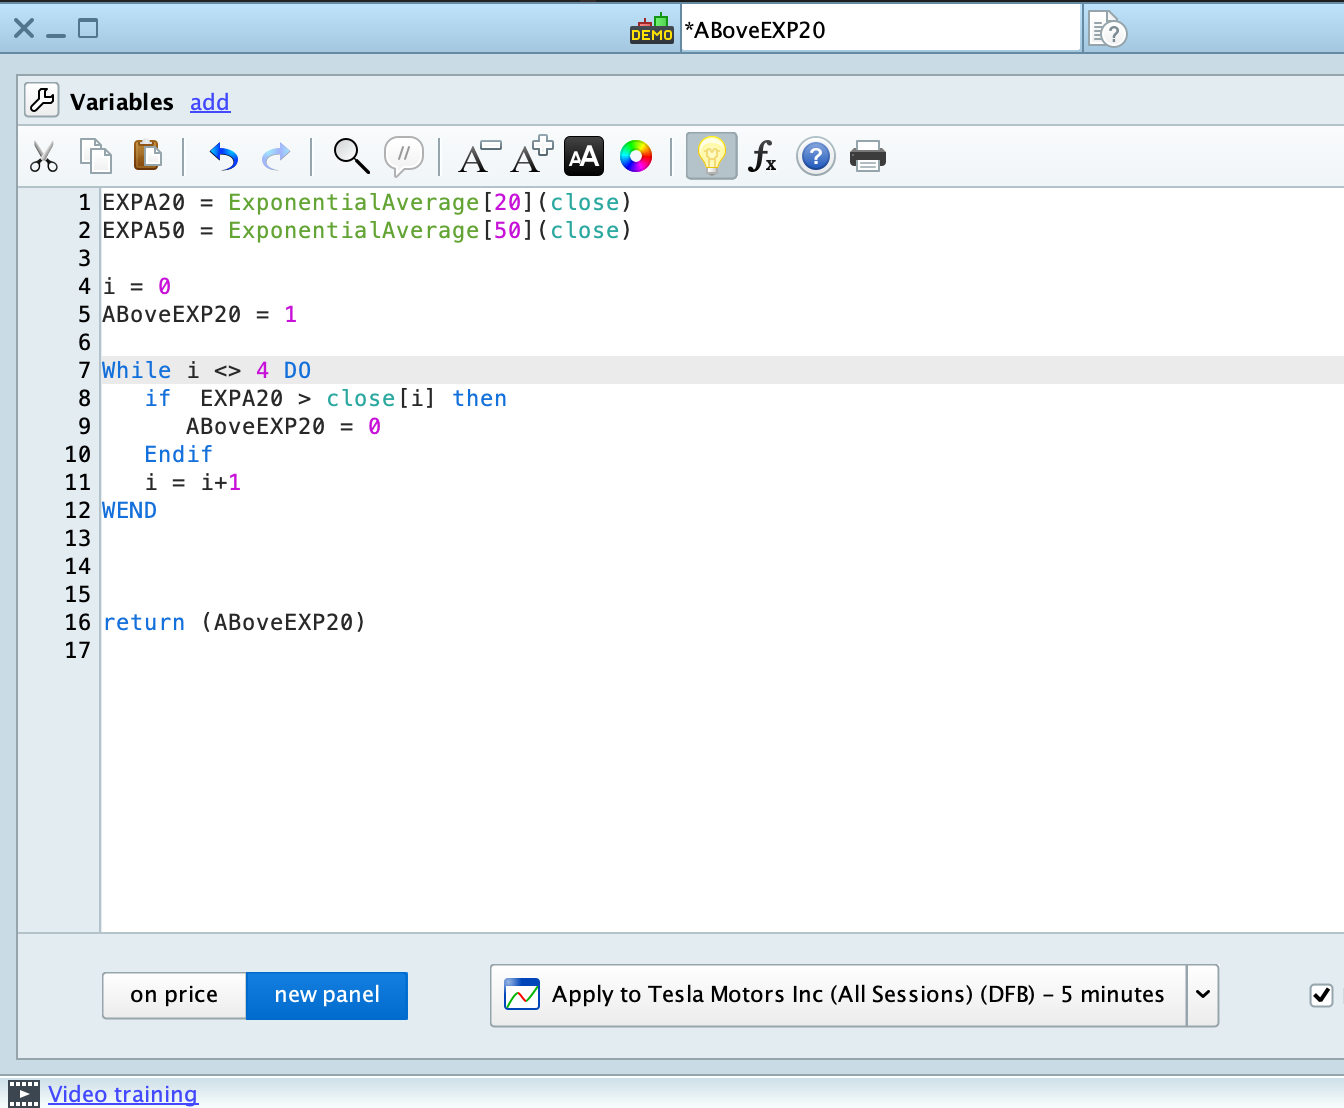 DEMO *ABoveEXP20
Variables add
1 EXPA20 = ExponentialAverage[20](close)
2 EXPA50 = ExponentialAverage[50](close)
3
4 i = 0
5 ABoveEXP20 = 1
6
7 While i <> 4 DO
8 if EXPA20 > close[i] then
9 ABoveEXP20 = 0
10 Endif
11 i = i+1
12 WEND
13
14
15
16 return (ABoveEXP20)
17
on price new panel Apply to Tesla Motors Inc (All Sessions) (DFB) – 5 minutes
Video training